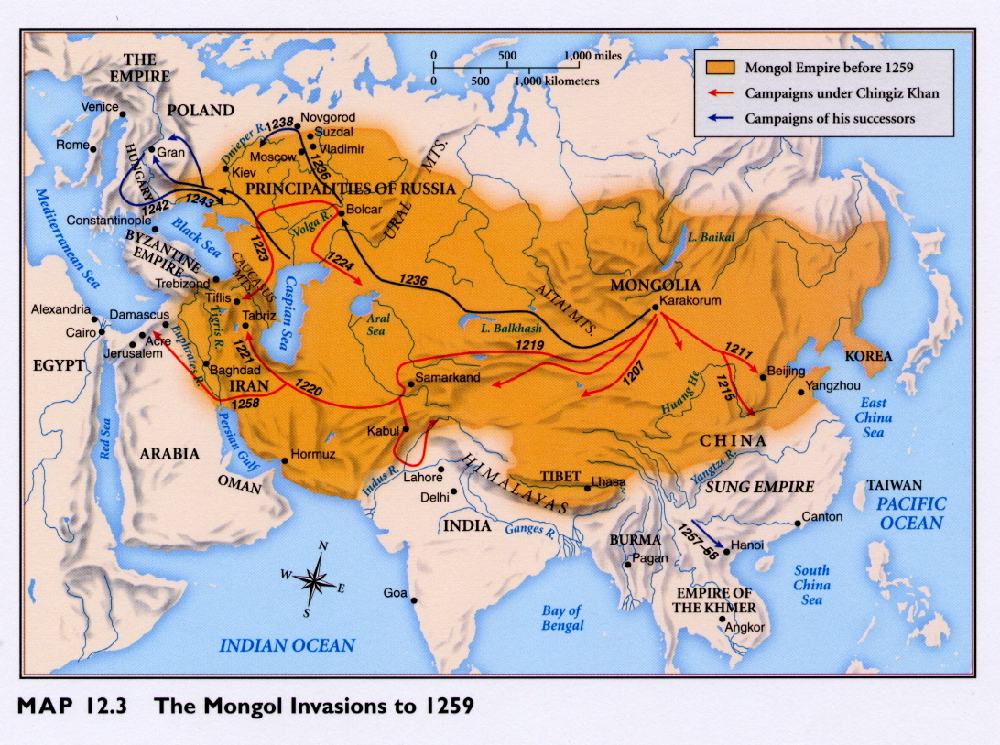 THE
EMPIRE
Venice
POLAND
Rome
HUNGARY
Gran
Dnieper R.
1238
Novgorod
Suzdal
Vladimir
Moscow
1236
Kiev
PRINCIPALITIES OF RUSSIA
URAL MTS.
0 500 1,000 miles
0 500 1,000 kilometers
Mongol Empire before 1259
Campaigns under Chingiz Khan
Campaigns of his successors
1242
1243
Constantinople
Mediterranean Sea
Black Sea
BYZANTINE
EMPIRE
Trebizond
Volga R.
Bolcar
1223
1224
CAUCASUS
MTS.
Caspian Sea
Tiflis
Tabriz
Tigris R.
1221
Aral
Sea
1236
L. Balkhash
ALTAI MTS.
L. Baikal
MONGOLIA
Karakorum
1219
1207
1211
1215
Huang He
Beijing
Yangzhou
KOREA
East
China
Sea
Alexandria
Cairo
Damascus
Acre
Jerusalem
EGYPT
Euphrates R.
Baghdad
IRAN
1220
1258
Samarkand
Kabul
Red Sea
ARABIA
Persian Gulf
Hormuz
OMAN
Indus R.
Lahore
Delhi
HIMALAYAS
TIBET
Lhasa
CHINA
Yangtze R.
SUNG EMPIRE
TAIWAN
PACIFIC
OCEAN
INDIA
Ganges R.
BURMA
Pagan
1257–58
Canton
Hanoi
South
China
Sea
EMPIRE OF
THE KHMER
Angkor
Goa
Bay of
Bengal
N
W
E
S
INDIAN OCEAN
MAP 12.3 The Mongol Invasions to 1259